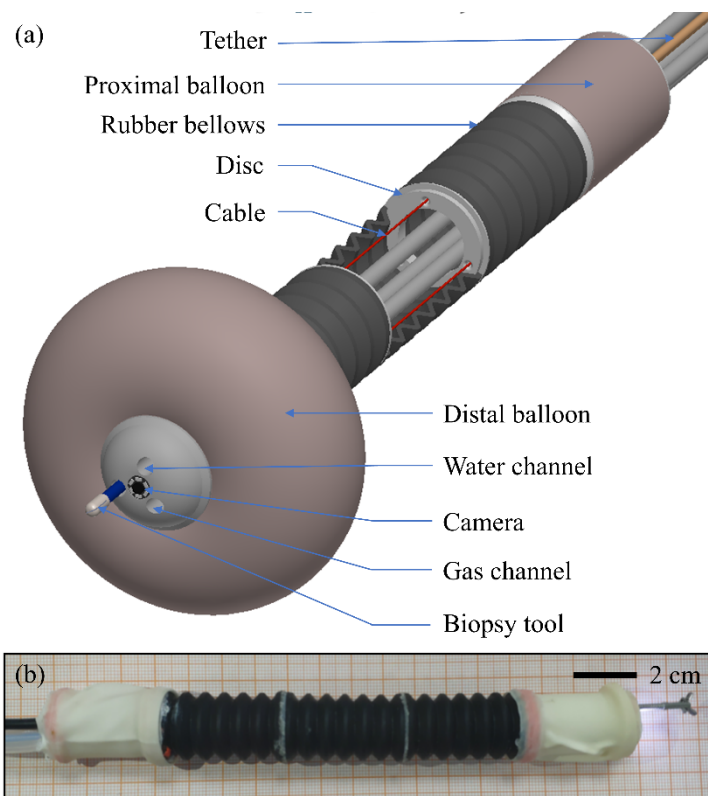 (a)
Tether
Proximal balloon
Rubber bellows
Disc
Cable
Distal balloon
Water channel
Camera
Gas channel
Biopsy tool
(b)
2 cm